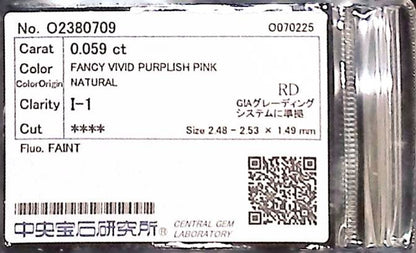 No. O2380709 O070225
Carat 0.059 ct
Color FANCY VIVID PURPLISH PINK
ColorOrigin NATURAL
Clarity I-1
RD
GIAグレーディング
システムに準拠
Cut **** Size 2.48 - 2.53 × 1.49 mm
Fluo. FAINT
中央宝石研究所® CENTRAL GEM
LABORATORY